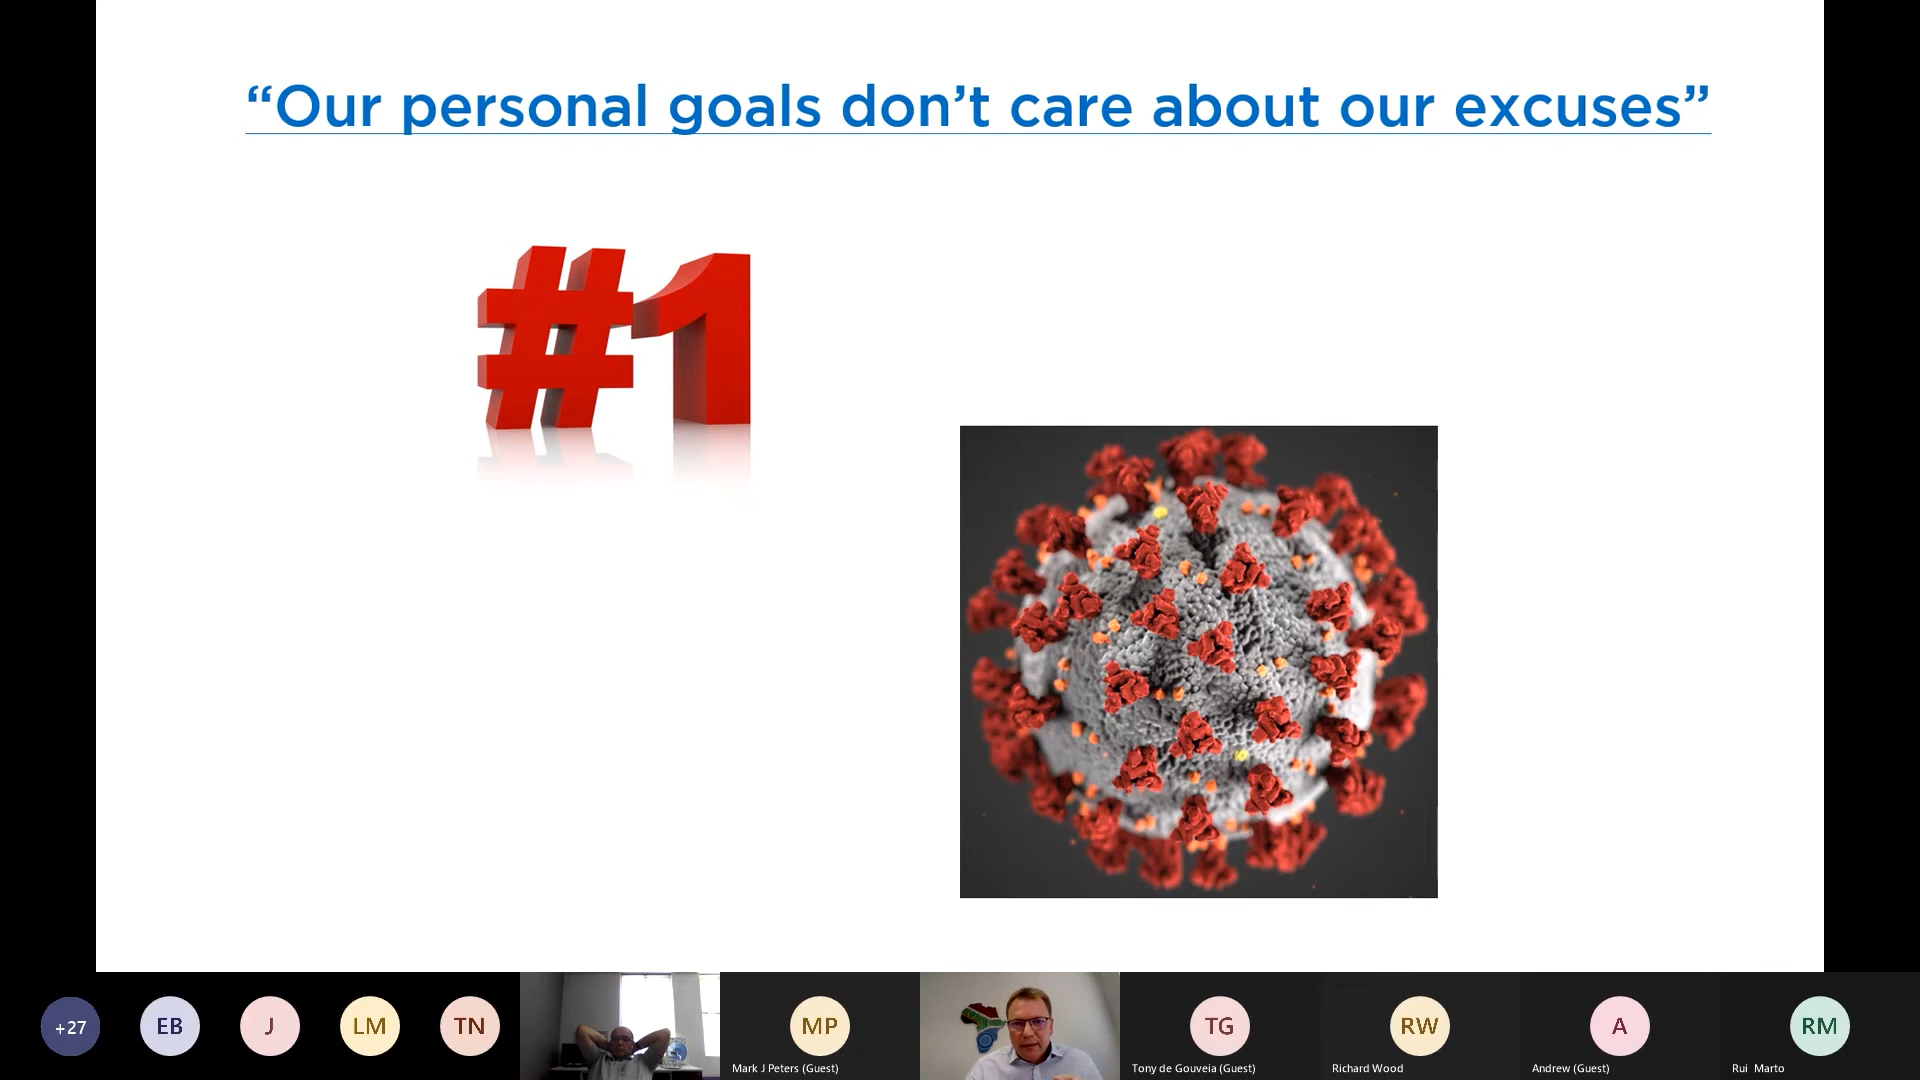 “Our personal goals don’t care about our excuses”
#1
+27
EB
J
LM
TN
MP
Mark J Peters (Guest)
TG
Tony de Gouveia (Guest)
RW
Richard Wood
A
Andrew (Guest)
RM
Rui Marto